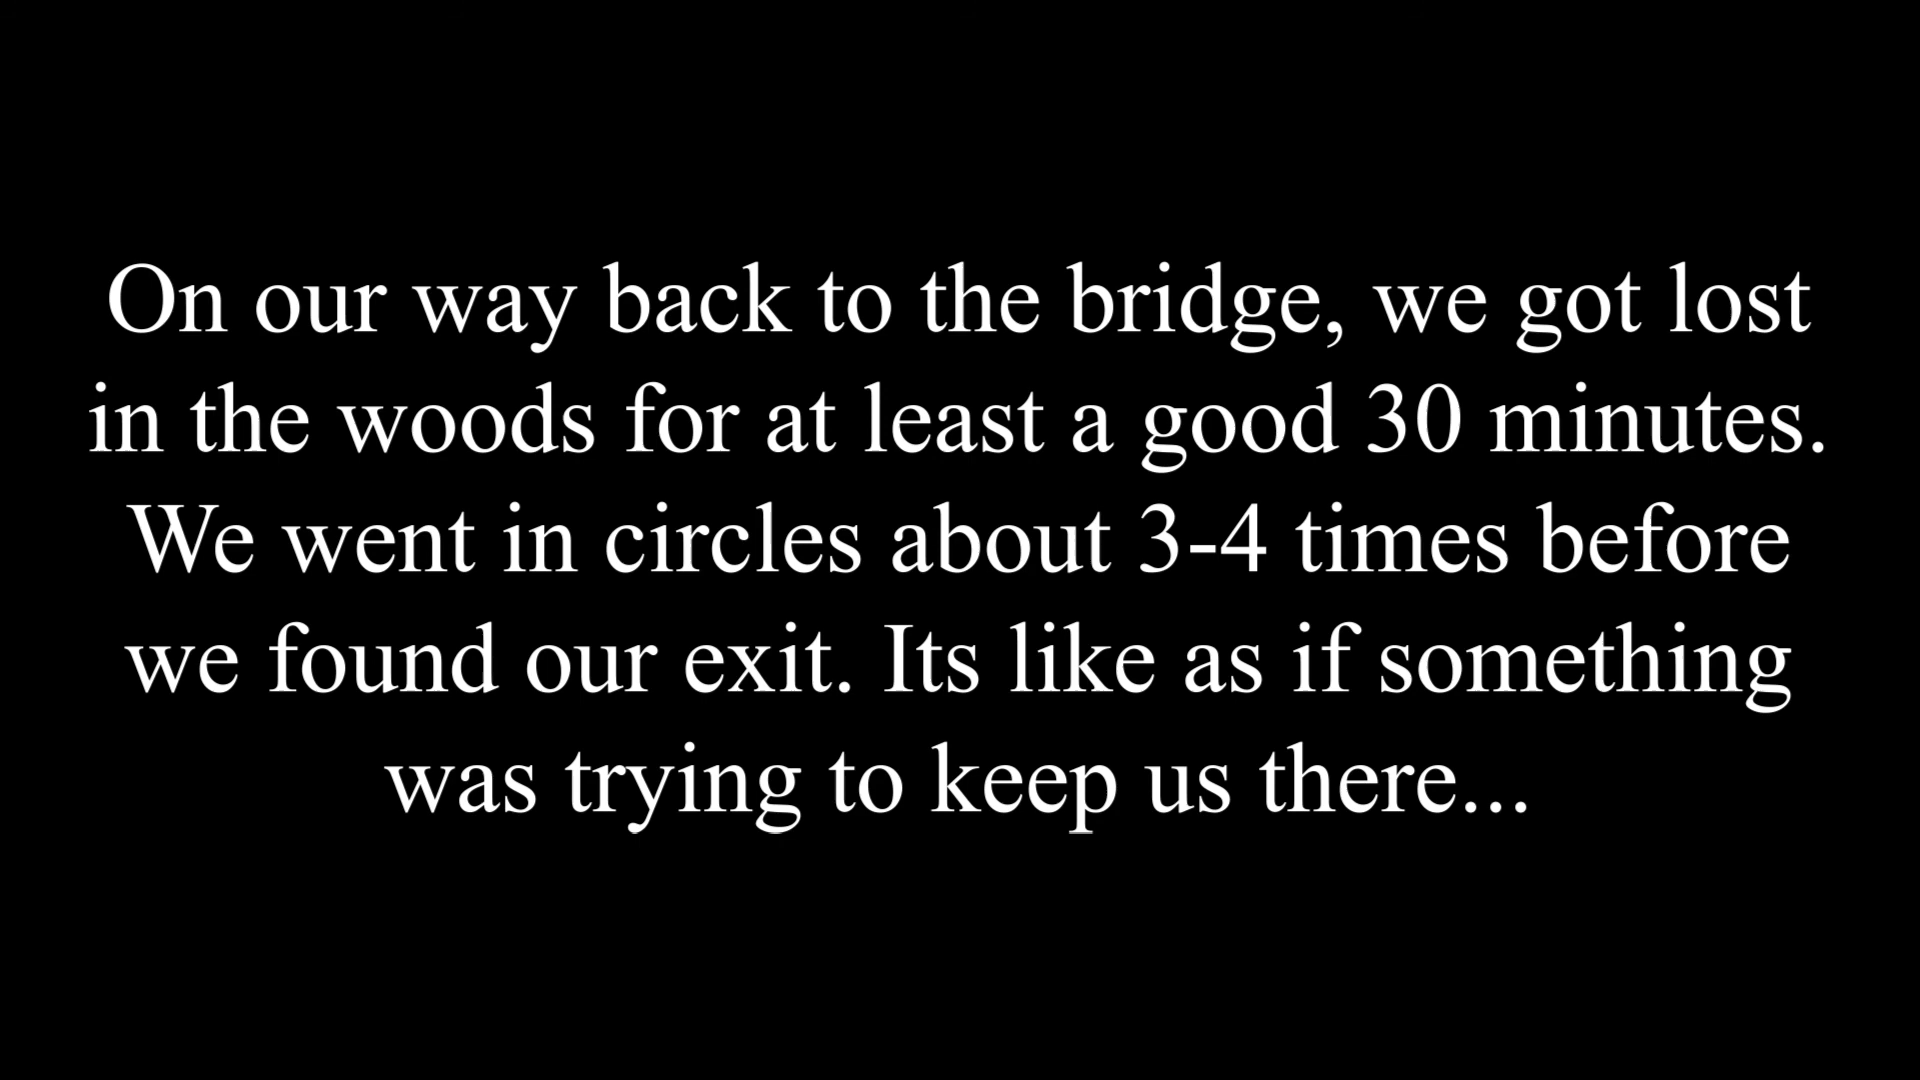 On our way back to the bridge, we got lost
in the woods for at least a good 30 minutes.
We went in circles about 3-4 times before
we found our exit. Its like as if something
was trying to keep us there...